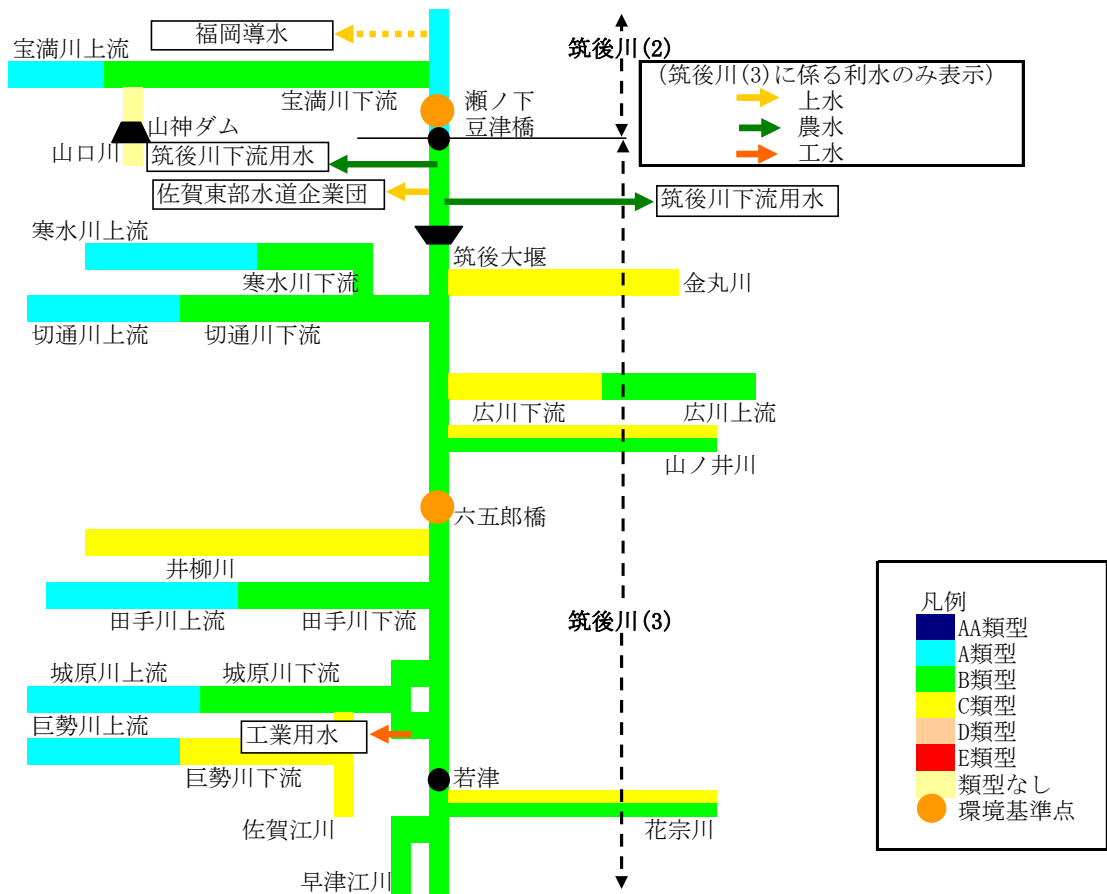 福岡導水
筑後川(2)
宝満川上流
(筑後川(3)に係る利水のみ表示)
上水
農水
工水
宝満川下流
瀬ノ下
豆津橋
山神ダム
山口川
筑後川下流用水
佐賀東部水道企業団
筑後川下流用水
寒水川上流
筑後大堰
寒水川下流
金丸川
切通川上流
切通川下流
広川下流
広川上流
山ノ井川
六五郎橋
井柳川
田手川上流
田手川下流
筑後川(3)
城原川上流
城原川下流
巨勢川上流
工業用水
巨勢川下流
若津
佐賀江川
花宗川
早津江川
凡例
AA類型
A類型
B類型
C類型
D類型
E類型
類型なし
環境基準点